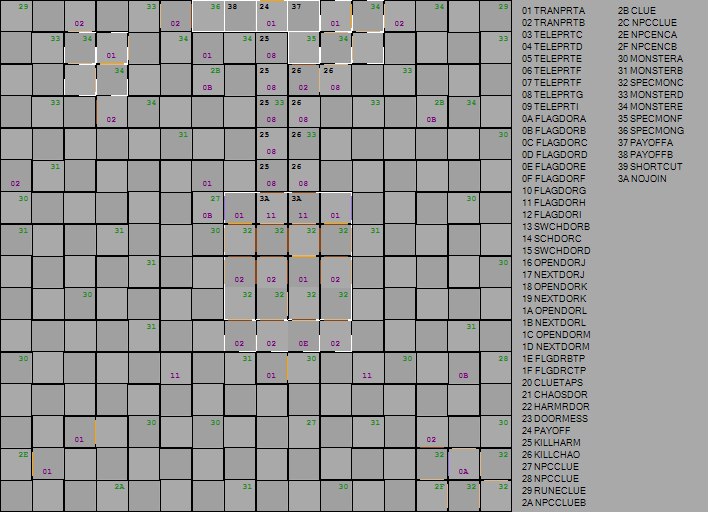 29 33 36 38 24 37 34 34 29
02 02 01 01 02
33 34 34 34 34 25 35 34 34 33
01 01 08
34 2B 25 26 26 33
0B 08 02 08
33 34 25 33 33 2B 34
02 08 0B
31 25 26 33 30
08
31 25 26
02 01 08 08
30 27 3A 3A 30
0B 01 11 11 01
31 31 30 32 32 32 32 31
31 30
02 02 01 02
30 32 32 32 32
31 31
02 02 0E 02
30 31 30 30 28
11 01 11 0B
30 30 27 31 30
01 02
2E 32 32
01 0A
2A 31 30 2F 32 32
01 TRANPRTA
02 TRANPRTB
03 TELEPRTC
04 TELEPRTD
05 TELEPRTE
06 TELEPRTF
07 TELEPRTF
08 TELEPRTG
09 TELEPRTI
0A FLAGDORA
0B FLAGDORB
0C FLAGDORC
0D FLAGDORD
0E FLAGDORE
0F FLAGDORF
10 FLAGDORG
11 FLAGDORH
12 FLAGDORI
13 SWCHDORB
14 SCHDORC
15 SWCHDORD
16 OPENDORJ
17 NEXTDORJ
18 OPENDORK
19 NEXTDORK
1A OPENDORL
1B NEXTDORL
1C OPENDORM
1D NEXTDORM
1E FLGDRBTP
1F FLGDRCTP
20 CLUETAPS
21 CHAOSDOR
22 HARMRDOR
23 DOORMESS
24 PAYOFF
25 KILLHARM
26 KILLCHAO
27 NPCCLUE
28 NPCCLUE
29 RUNECLUE
2A NPCCLUEB
2B CLUE
2C NPCCLUE
2E NPCENCA
2F NPCENCB
30 MONSTERA
31 MONSTERB
32 SPECMONC
33 MONSTERD
34 MONSTERE
35 SPECMONF
36 SPECMONG
37 PAYOFFA
38 PAYOFFB
39 SHORTCUT
3A NOJOIN